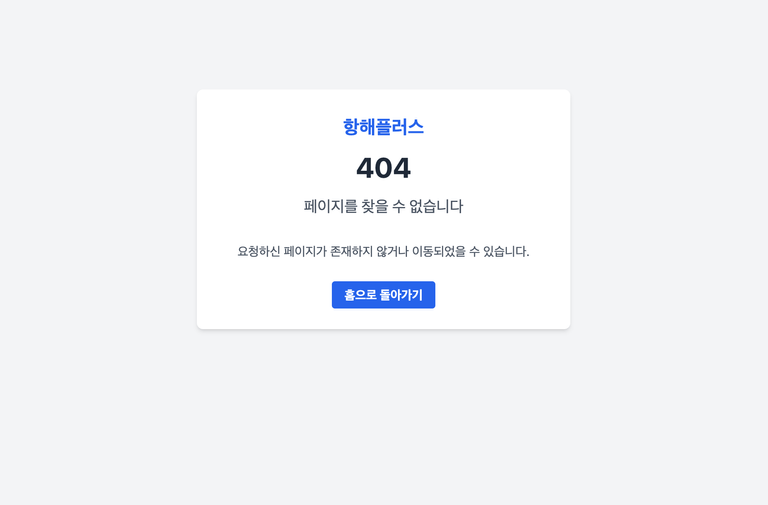 항해플러스
404
페이지를 찾을 수 없습니다
요청하신 페이지가 존재하지 않거나 이동되었을 수 있습니다.
홈으로 돌아가기